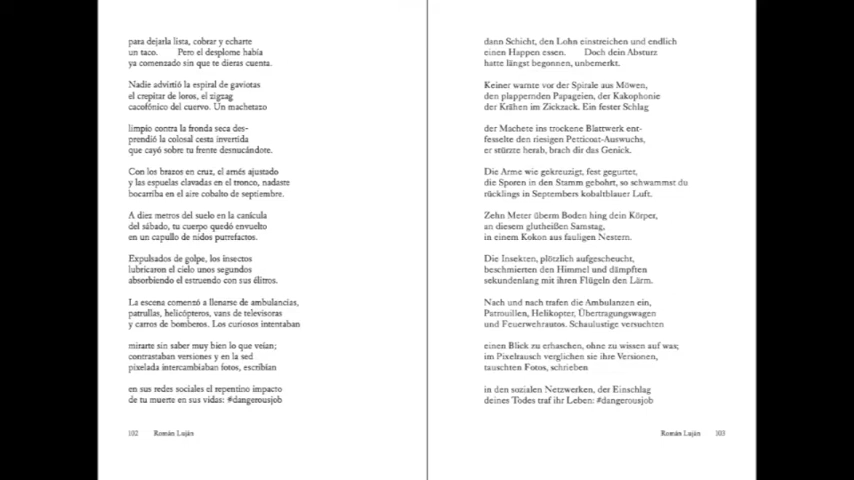 para dejarla lista, cobrar y echarte
un taco. Pero el desplome había
ya comenzado sin que te dieras cuenta.
Nadie advirtió la espiral de gaviotas
el crepitar de loros, el zigzag
cacofónico del cuervo. Un machetazo
limpio contra la fronda seca des-
prendió la colosal cesta invertida
que cayó sobre tu frente desnucándote.
Con los brazos en cruz, el arnés ajustado
y las espuelas clavadas en el tronco, nadaste
bocarriba en el aire cobalto de septiembre.
A diez metros del suelo en la canícula
del sábado, tu cuerpo quedó envuelto
en un capullo de nidos putrefactos.
Expulsados de golpe, los insectos
lubricaron el cielo unos segundos
absorbiendo el estruendo con sus élitros.
La escena comenzó a llenarse de ambulancias,
patrullas, helicópteros, vans de televisoras
y carros de bomberos. Los curiosos intentaban
mirarte sin saber muy bien lo que veían;
contrastaban versiones y en la sed
pixelada intercambiaban fotos, escribían
en sus redes sociales el repentino impacto
de tu muerte en sus vidas: #dangerousjob
102 Román Luján
dann Schicht, den Lohn einstreichen und endlich
einen Happen essen. Doch dein Absturz
hatte längst begonnen, unbemerkt.
Keiner warnte vor der Spirale aus Möwen,
den plappernden Papageien, der Kakophonie
der Krähen im Zickzack. Ein fester Schlag
der Machete ins trockene Blattwerk ent-
fesselte den riesigen Petticoat-Auswuchs,
er stürzte herab, brach dir das Genick.
Die Arme wie gekreuzigt, fest gegurtet,
die Sporen in den Stamm gebohrt, so schwammst du
rücklings in Septembers kobaltblauer Luft.
Zehn Meter überm Boden hing dein Körper,
an diesem glutheißen Samstag,
in einem Kokon aus fauligen Nestern.
Die Insekten, plötzlich aufgescheucht,
beschmierten den Himmel und dämpften
sekundenlang mit ihren Flügeln den Lärm.
Nach und nach trafen die Ambulanzen ein,
Patrouillen, Helikopter, Übertragungswagen
und Feuerwehrautos. Schaulustige versuchten
einen Blick zu erhaschen, ohne zu wissen auf was;
im Pixelrausch verglichen sie ihre Versionen,
tauschten Fotos, schrieben
in den sozialen Netzwerken, der Einschlag
deines Todes traf ihr Leben: #dangerousjob
Román Luján 103